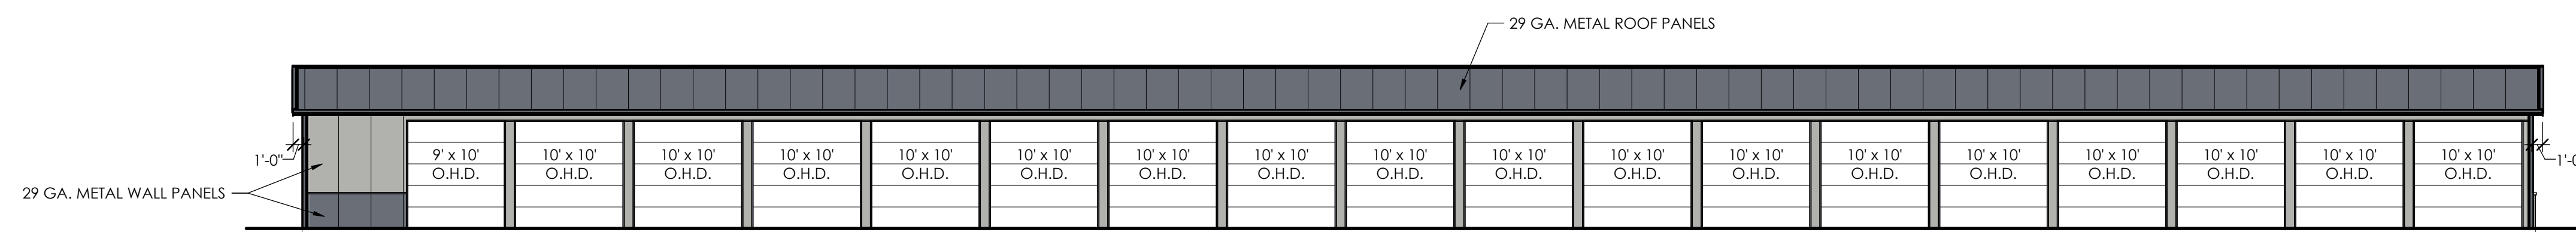 29 GA. METAL ROOF PANELS
9' x 10' 10' x 10' 10' x 10' 10' x 10' 10' x 10' 10' x 10' 10' x 10' 10' x 10' 10' x 10' 10' x 10' 10' x 10' 10' x 10' 10' x 10' 10' x 10' 10' x 10' 10' x 10' 10' x 10' 10' x 10'
1'-0" 1'-0
O.H.D. O.H.D. O.H.D. O.H.D. O.H.D. O.H.D. O.H.D. O.H.D. O.H.D. O.H.D. O.H.D. O.H.D. O.H.D. O.H.D. O.H.D. O.H.D. O.H.D. O.H.D.
29 GA. METAL WALL PANELS